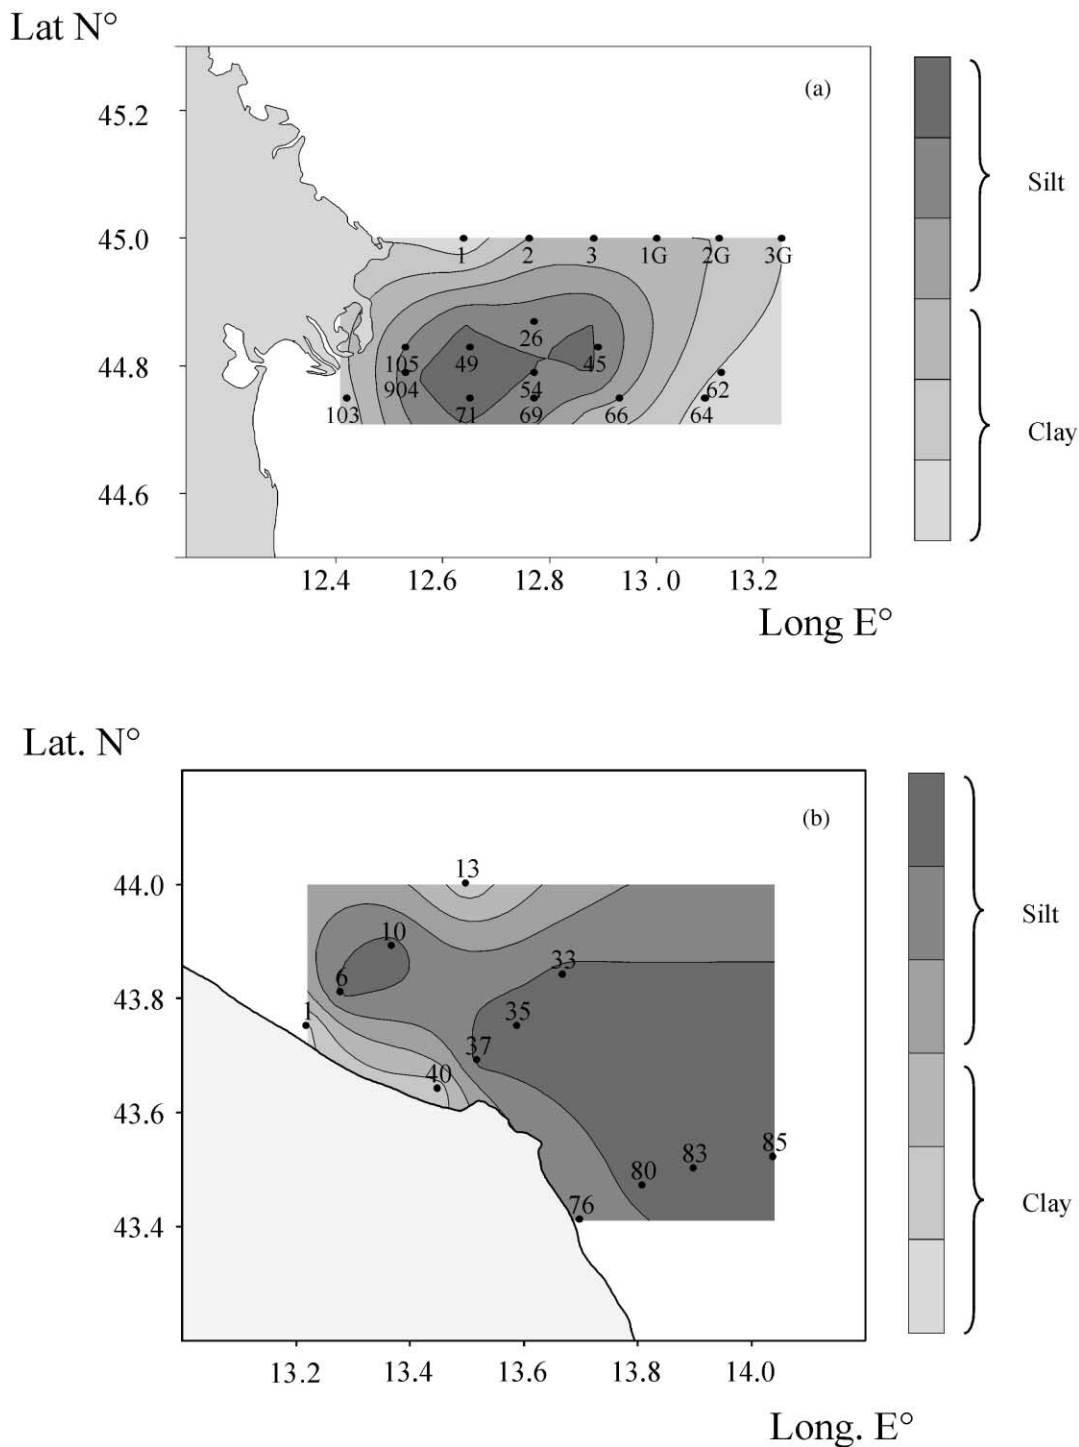 Lat N°
(a)
45.2
Silt
45.0
1 2 3 1G 2G 3G
26
44.8
105 49 45
904 54 62
103 71 69 66 64
Clay
44.6
12.4 12.6 12.8 13.0 13.2
Long E°
Lat. N°
(b)
13
44.0
Silt
10
33
6
43.8
1 35
37
40
43.6
85
83
80
76
Clay
43.4
13.2 13.4 13.6 13.8 14.0
Long. E°